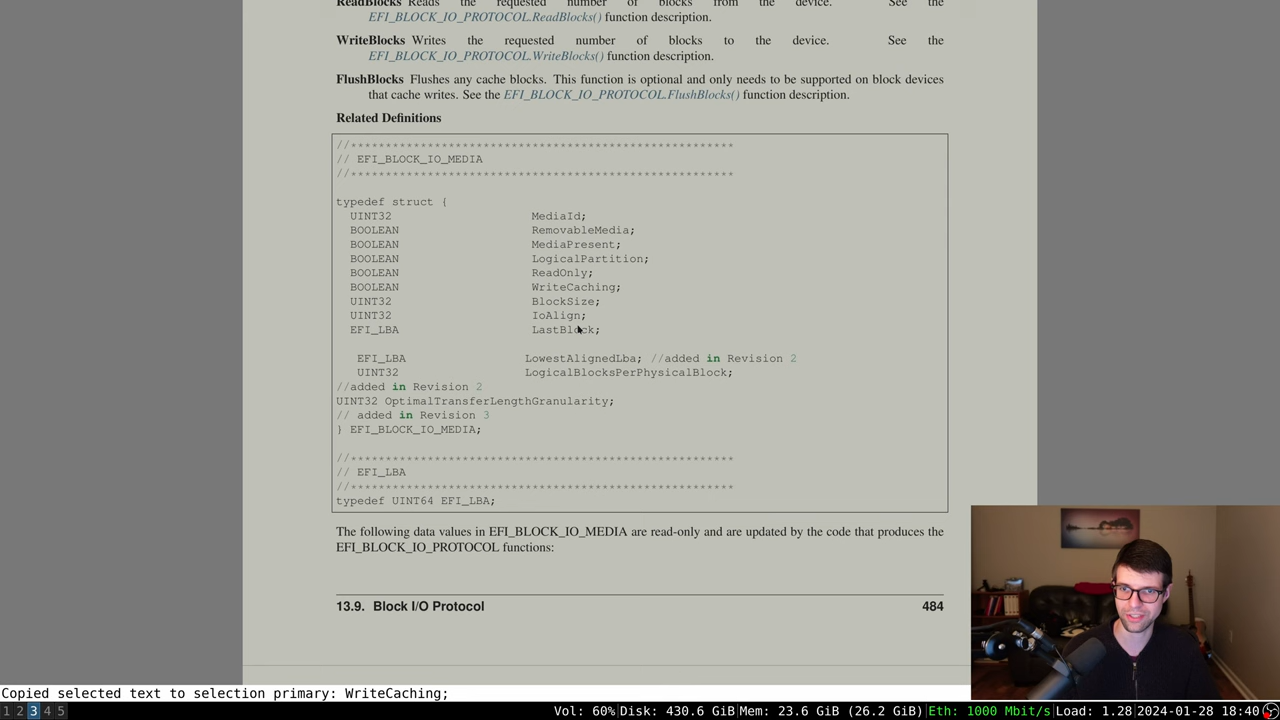 ReadBlocks Reads the requested number of blocks from the device. See the
EFI_BLOCK_IO_PROTOCOL.ReadBlocks() function description.
WriteBlocks Writes the requested number of blocks to the device. See the
EFI_BLOCK_IO_PROTOCOL.WriteBlocks() function description.
FlushBlocks Flushes any cache blocks. This function is optional and only needs to be supported on block devices
that cache writes. See the EFI_BLOCK_IO_PROTOCOL.FlushBlocks() function description.
Related Definitions
//*******************************************************
// EFI_BLOCK_IO_MEDIA
//*******************************************************
typedef struct {
UINT32 MediaId;
BOOLEAN RemovableMedia;
BOOLEAN MediaPresent;
BOOLEAN LogicalPartition;
BOOLEAN ReadOnly;
BOOLEAN WriteCaching;
UINT32 BlockSize;
UINT32 IoAlign;
EFI_LBA LastBlock;
EFI_LBA LowestAlignedLba; //added in Revision 2
UINT32 LogicalBlocksPerPhysicalBlock;
//added in Revision 2
UINT32 OptimalTransferLengthGranularity;
// added in Revision 3
} EFI_BLOCK_IO_MEDIA;
//*******************************************************
// EFI_LBA
//*******************************************************
typedef UINT64 EFI_LBA;
The following data values in EFI_BLOCK_IO_MEDIA are read-only and are updated by the code that produces the
EFI_BLOCK_IO_PROTOCOL functions:
13.9. Block I/O Protocol 484
Copied selected text to selection primary: WriteCaching;
1 2 3 4 5 Vol: 60%|Disk: 430.6 GiB|Mem: 23.6 GiB (26.2 GiB)|Eth: 1000 Mbit/s|Load: 1.28|2024-01-28 18:40